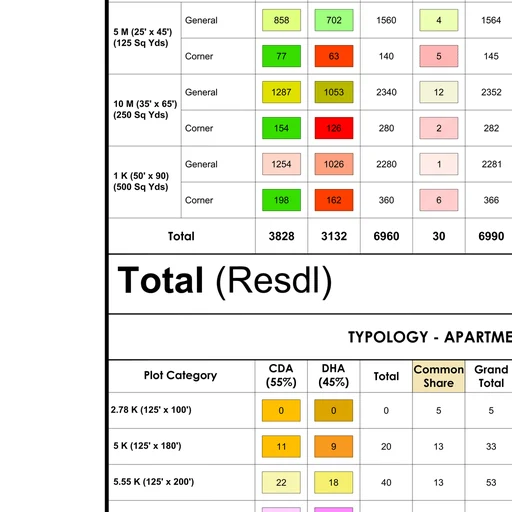 5 M (25' x 45')
(125 Sq Yds)
General 858 702 1560 4 1564
Corner 77 63 140 5 145
10 M (35' x 65')
(250 Sq Yds)
General 1287 1053 2340 12 2352
Corner 154 126 280 2 282
1 K (50' x 90)
(500 Sq Yds)
General 1254 1026 2280 1 2281
Corner 198 162 360 6 366
Total 3828 3132 6960 30 6990
Total (Resdl)
TYPOLOGY - APARTME
Plot Category CDA (55%) DHA (45%) Total Common Share Grand Total
2.78 K (125' x 100') 0 0 0 5 5
5 K (125' x 180') 11 9 20 13 33
5.55 K (125' x 200') 22 18 40 13 53